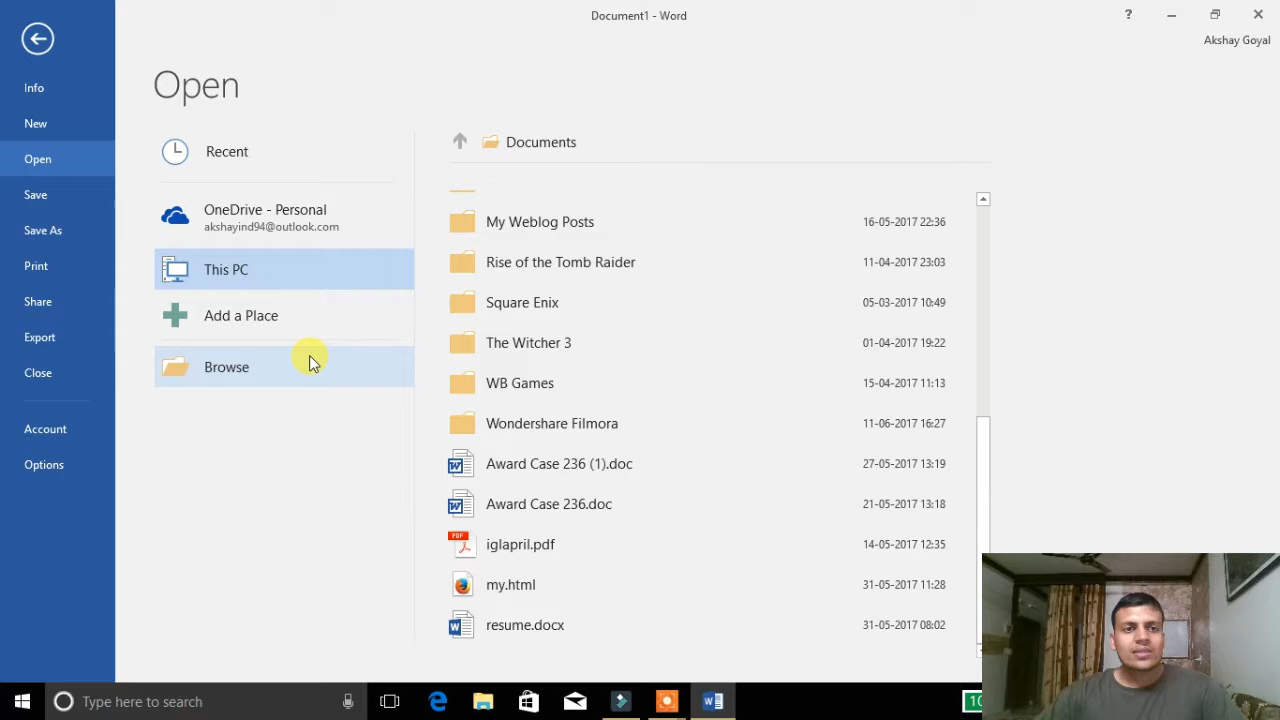 Document1 - Word
?
Akshay Goyal
Info
New
Open
Save
Save As
Print
Share
Export
Close
Account
Options
Open
Recent
OneDrive - Personal
akshayind94@outlook.com
This PC
Add a Place
Browse
Documents
My Weblog Posts 16-05-2017 22:36
Rise of the Tomb Raider 11-04-2017 23:03
Square Enix 05-03-2017 10:49
The Witcher 3 01-04-2017 19:22
WB Games 15-04-2017 11:13
Wondershare Filmora 11-06-2017 16:27
Award Case 236 (1).doc 27-05-2017 13:19
Award Case 236.doc 21-05-2017 13:18
PDF iglapril.pdf 14-05-2017 12:35
my.html 31-05-2017 11:28
resume.docx 31-05-2017 08:02
Type here to search